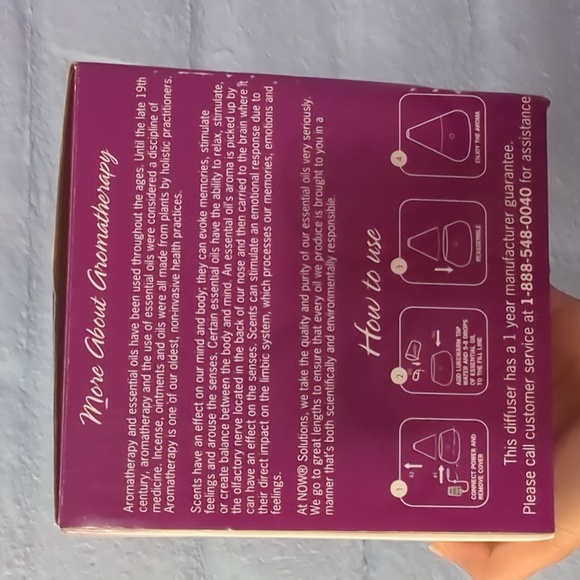 More About Aromatherapy
Aromatherapy and essential oils have been used throughout the ages. Until the late 19th
century, aromatherapy and the use of essential oils were considered a discipline of
medicine. Incense, ointments and oils were all made from plants by holistic practitioners.
Aromatherapy is one of our oldest, non-invasive health practices.
Scents have an effect on our mind and body; they can evoke memories, stimulate
feelings and arouse the senses. Certain essential oils have the ability to relax, stimulate,
or create balance between the body and mind. An essential oil's aroma is picked up by
the olfactory nerve located in the back of our nose and then carried to the brain where it
can have an effect on the senses. Scents can stimulate an emotional response due to
their direct impact on the limbic system, which processes our memories, emotions and
feelings.
At NOW® Solutions, we take the quality and purity of our essential oils very seriously.
We go to great lengths to ensure that every oil we produce is brought to you in a
manner that's both scientifically and environmentally responsible.
How to use
1
#2
#1
CONNECT POWER AND
REMOVE COVER
2
ADD LUKEWARM TAP
WATER AND 5-8 DROPS
OF ESSENTIAL OIL
TO THE FILL LINE
3
REASSEMBLE
4
ENJOY THE AROMA
This diffuser has a 1 year manufacturer guarantee.
Please call customer service at 1-888-548-0040 for assistance